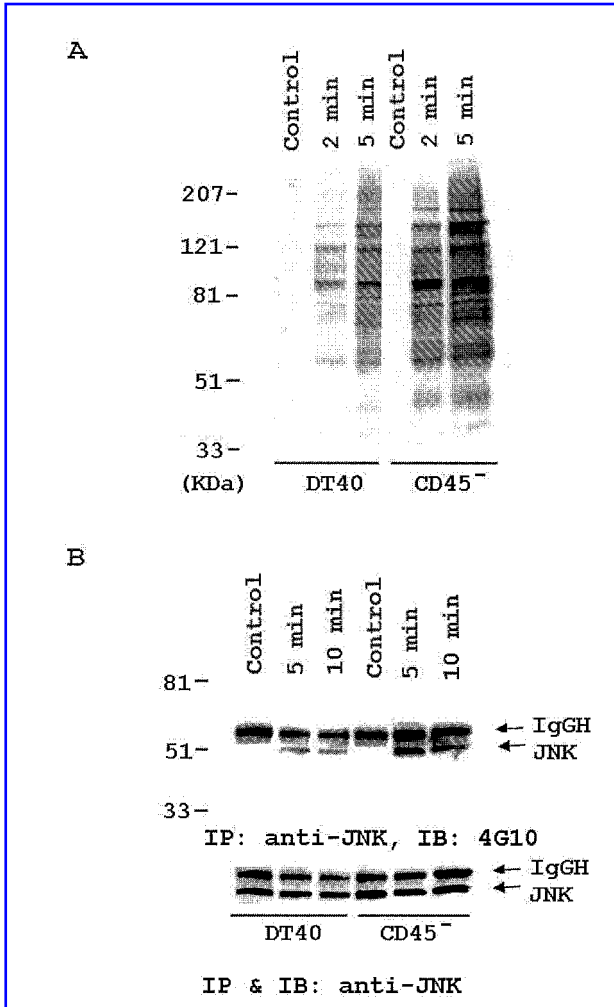 A
Control 2 min 5 min Control 2 min 5 min
207-
121-
81-
51-
33-
(KDa) DT40 CD45⁻
B
Control 5 min 10 min Control 5 min 10 min
81-
51-
33-
IgGH
JNK
IP: anti-JNK, IB: 4G10
IgGH
JNK
DT40 CD45⁻
IP & IB: anti-JNK